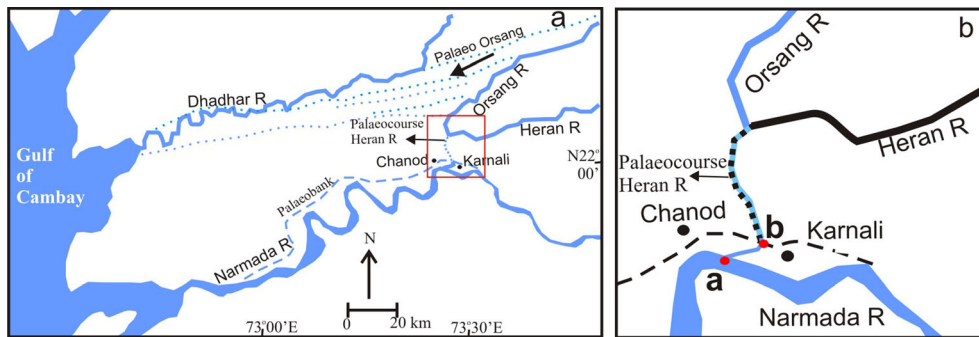 a
Palaeo Orsang
Dhadhar R
Orsang R
Palaeocourse
Heran R
Heran R
Gulf
of
Cambay
Chanod
Karnali
N22°
00'
Palaeobank
Narmada R
N
0 20 km
73°00'E
73°30'E
b
Orsang R
Heran R
Palaeocourse
Heran R
Chanod
b
Karnali
a
Narmada R